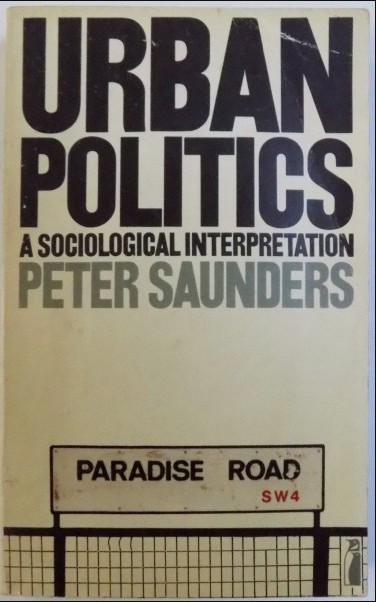 URBAN
POLITICS
A SOCIOLOGICAL INTERPRETATION
PETER SAUNDERS
PARADISE ROAD
SW4